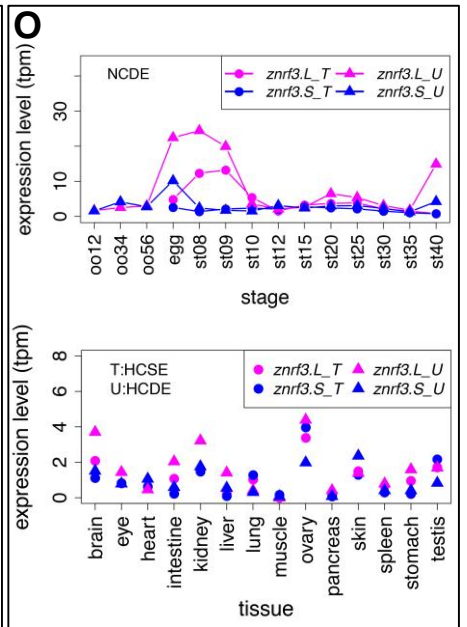 O
NCDE
znrf3.L_T znrf3.L_U
znrf3.S_T znrf3.S_U
expression level (tpm)
30
10
0
oo12 oo34 oo56 egg st08 st09 st10 st12 st15 st20 st25 st30 st35 st40
stage
T:HCSE
U:HCDE
znrf3.L_T znrf3.L_U
znrf3.S_T znrf3.S_U
expression level (tpm)
8
6
4
2
0
brain eye heart intestine kidney liver lung muscle ovary pancreas skin spleen stomach testis
tissue